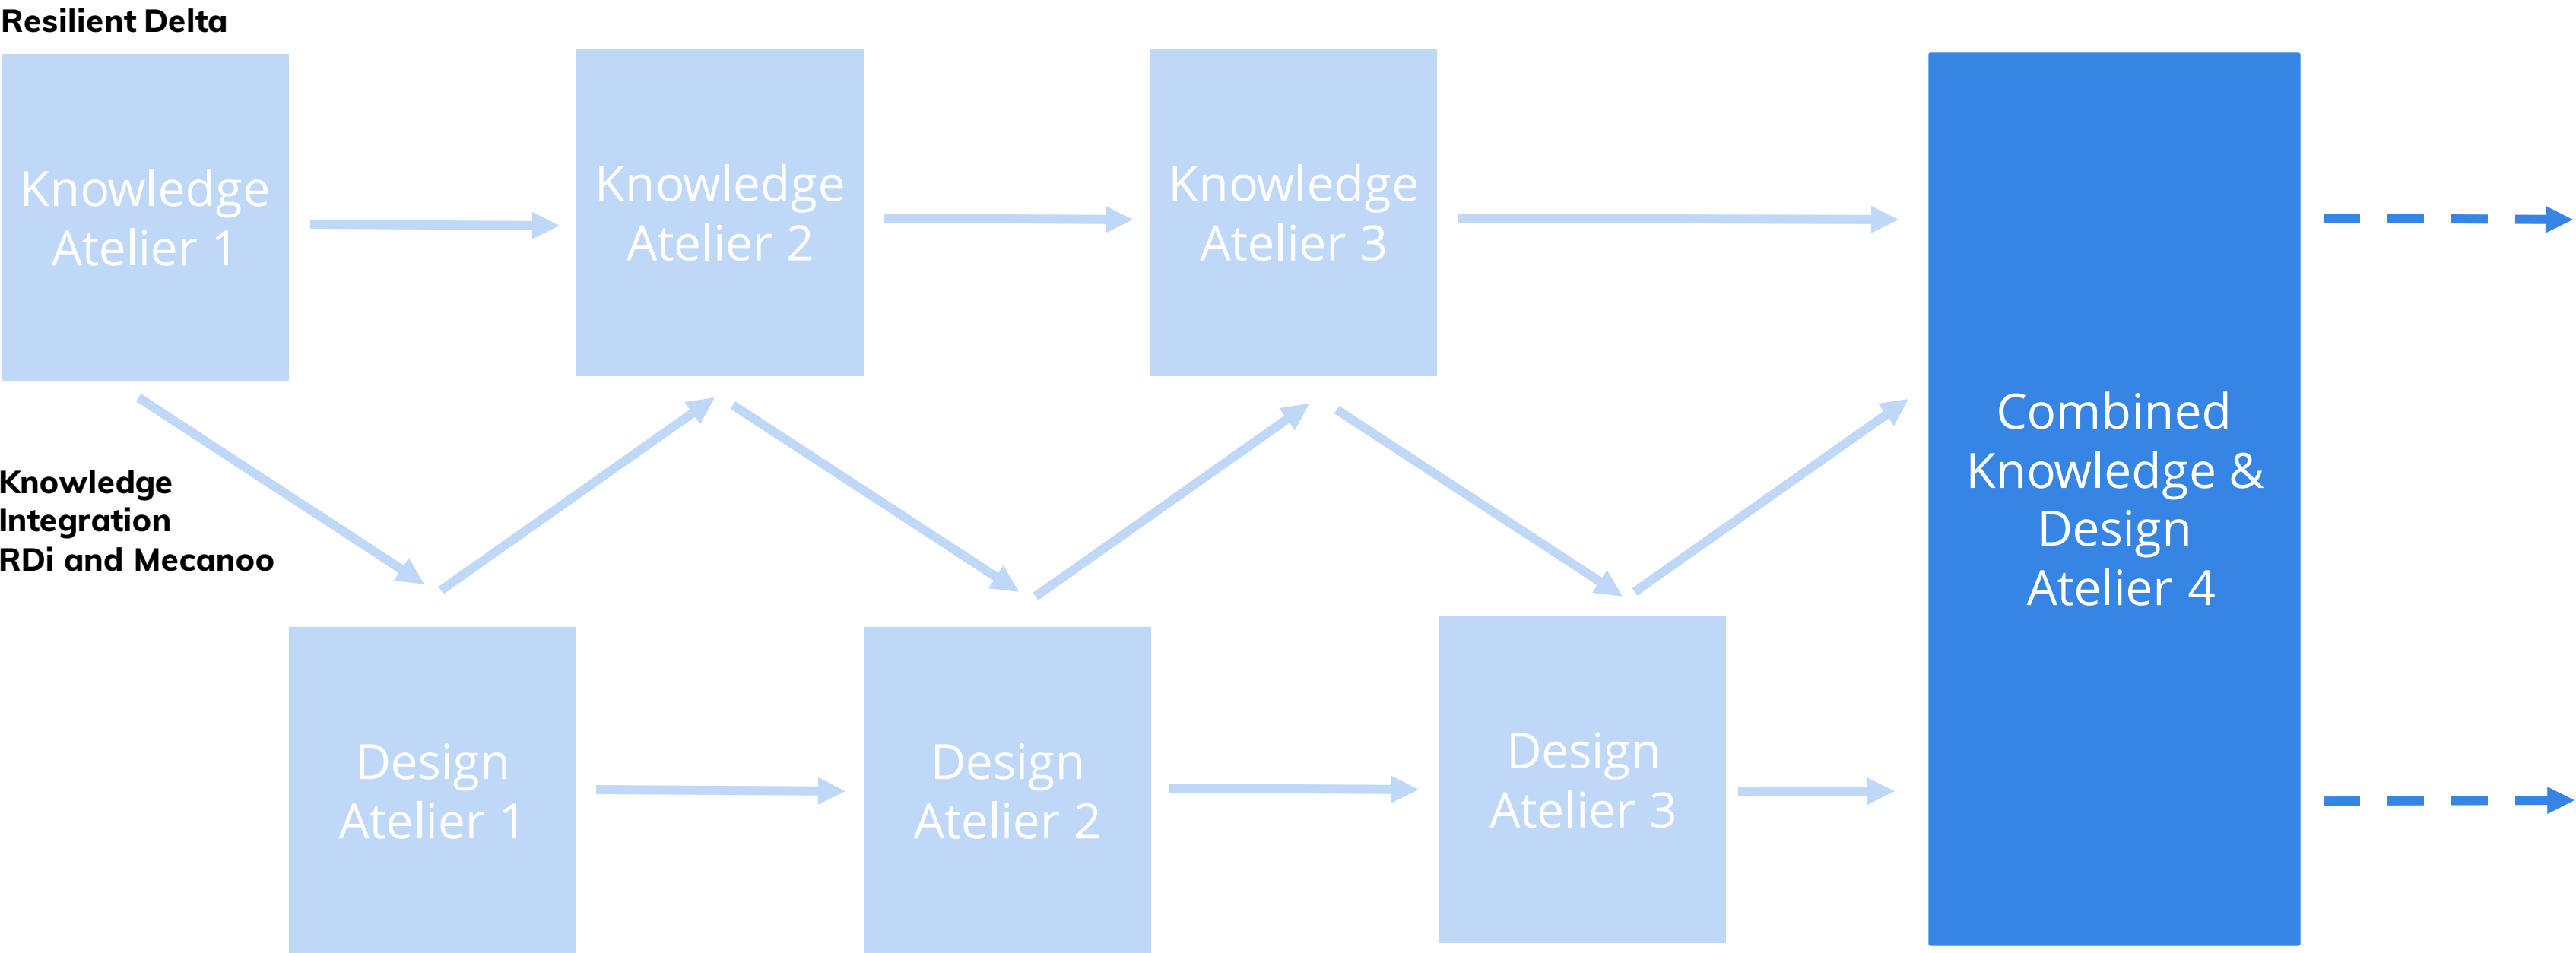 Resilient Delta
Knowledge
Atelier 1
Knowledge
Atelier 2
Knowledge
Atelier 3
Combined
Knowledge &
Design
Atelier 4
Knowledge
Integration
RDi and Mecanoo
Design
Atelier 1
Design
Atelier 2
Design
Atelier 3